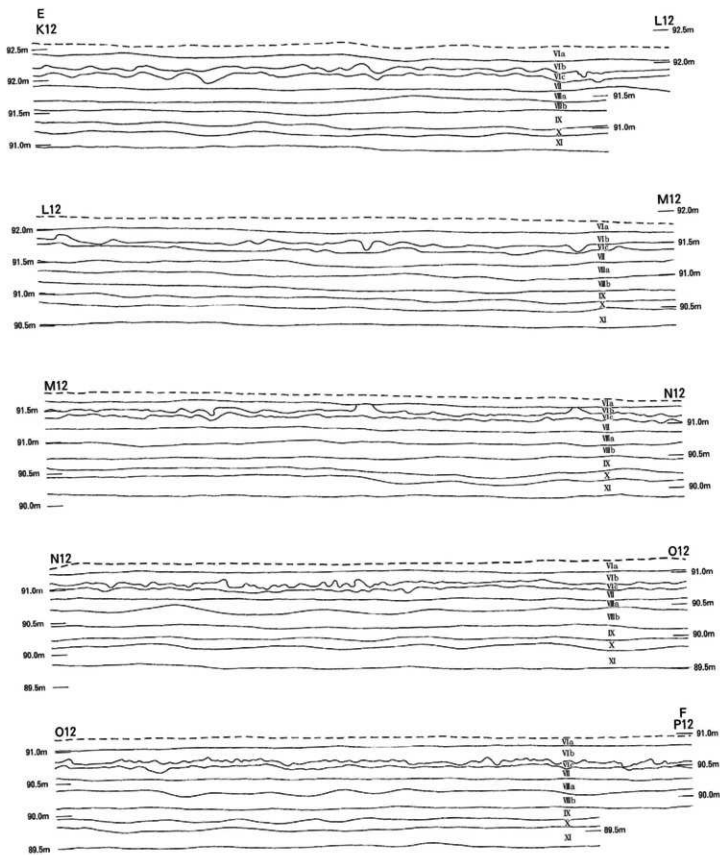 E
K12
L12
92.5m
92.5m
VIa
92.0m
VIb
92.0m
VIc
VII
VIIIa
91.5m
91.5m
VIIIb
IX
91.0m
X
91.0m
XI
L12
M12
92.0m
VIa
92.0m
VIb
91.5m
VIc
91.5m
VII
VIIIa
91.0m
VIIIb
91.0m
IX
X
90.5m
90.5m
XI
M12
N12
VIa
91.5m
VIb
VIc
91.0m
VII
91.0m
VIIIa
VIIIb
90.5m
IX
90.5m
X
XI
90.0m
90.0m
N12
O12
VIa
91.0m
VIb
91.0m
VIc
VII
VIIIa
90.5m
90.5m
VIIIb
IX
90.0m
X
90.0m
XI
89.5m
89.5m
F
O12
P12
91.0m
VIa
91.0m
VIb
VIc
90.5m
VII
90.5m
VIIIa
90.0m
VIIIb
90.0m
IX
X
89.5m
XI
89.5m